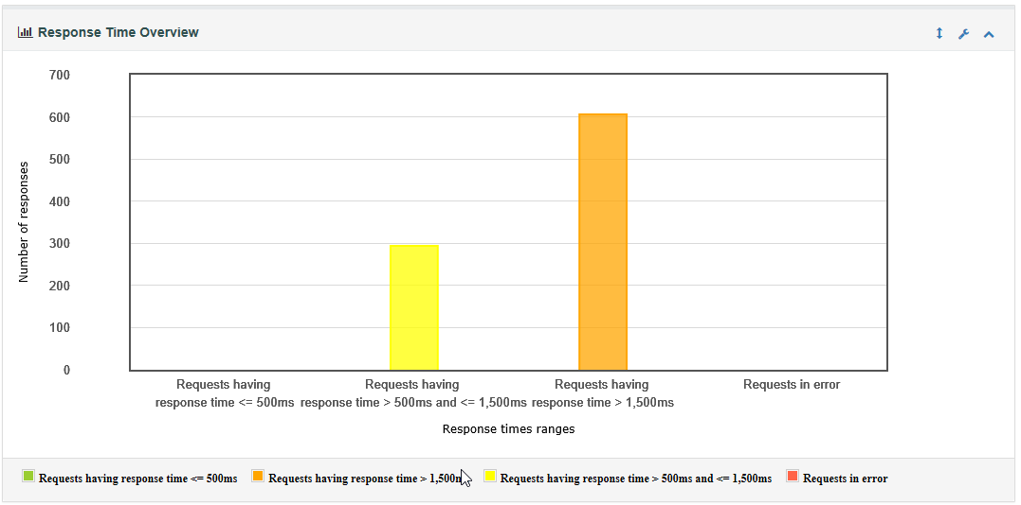 Response Time Overview
700
600
500
400
300
200
100
0
Number of responses
Requests having
response time <= 500ms
Requests having
response time > 500ms and <= 1,500ms
Requests having
response time > 1,500ms
Requests in error
Response times ranges
Requests having response time <= 500ms
Requests having response time > 1,500m
Requests having response time > 500ms and <= 1,500ms
Requests in error